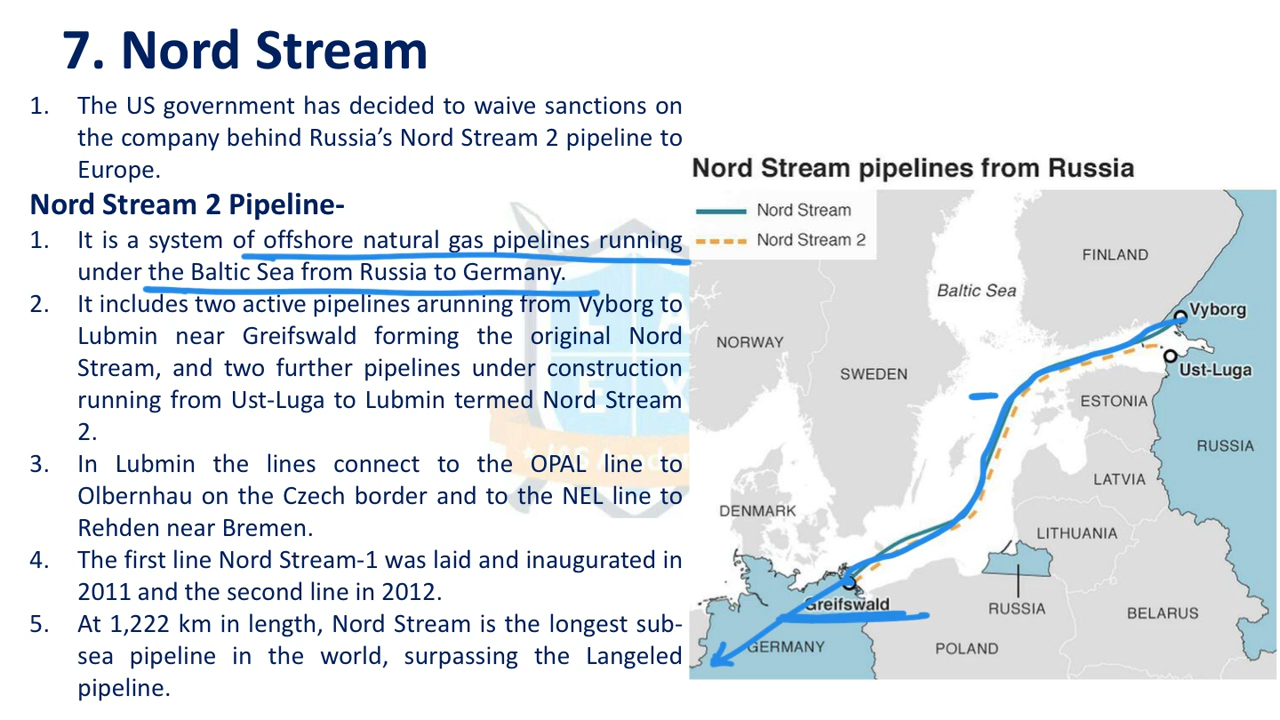 7. Nord Stream
1. The US government has decided to waive sanctions on
the company behind Russia's Nord Stream 2 pipeline to
Europe.
Nord Stream 2 Pipeline-
1. It is a system of offshore natural gas pipelines running
under the Baltic Sea from Russia to Germany.
2. It includes two active pipelines arunning from Vyborg to
Lubmin near Greifswald forming the original Nord
Stream, and two further pipelines under construction
running from Ust-Luga to Lubmin termed Nord Stream
2.
3. In Lubmin the lines connect to the OPAL line to
Olbernhau on the Czech border and to the NEL line to
Rehden near Bremen.
4. The first line Nord Stream-1 was laid and inaugurated in
2011 and the second line in 2012.
5. At 1,222 km in length, Nord Stream is the longest sub-
sea pipeline in the world, surpassing the Langeled
pipeline.
Nord Stream pipelines from Russia
Nord Stream
Nord Stream 2
FINLAND
Baltic Sea
Vyborg
NORWAY
SWEDEN
Ust-Luga
ESTONIA
RUSSIA
LATVIA
DENMARK
LITHUANIA
Greifswald
RUSSIA
BELARUS
GERMANY
POLAND